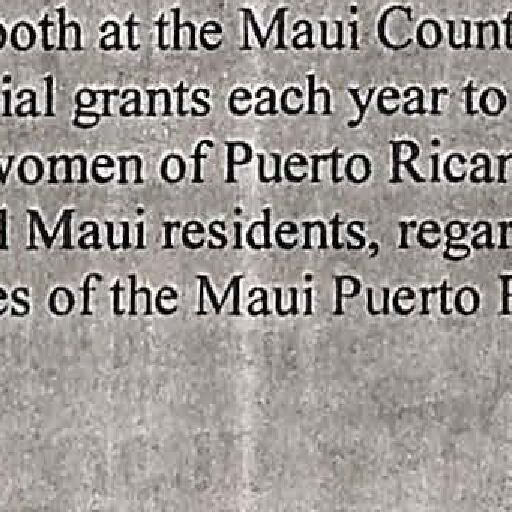 ooth at the Maui Count
ial grants each year to
women of Puerto Rican
l Maui residents, regar
es of the Maui Puerto R